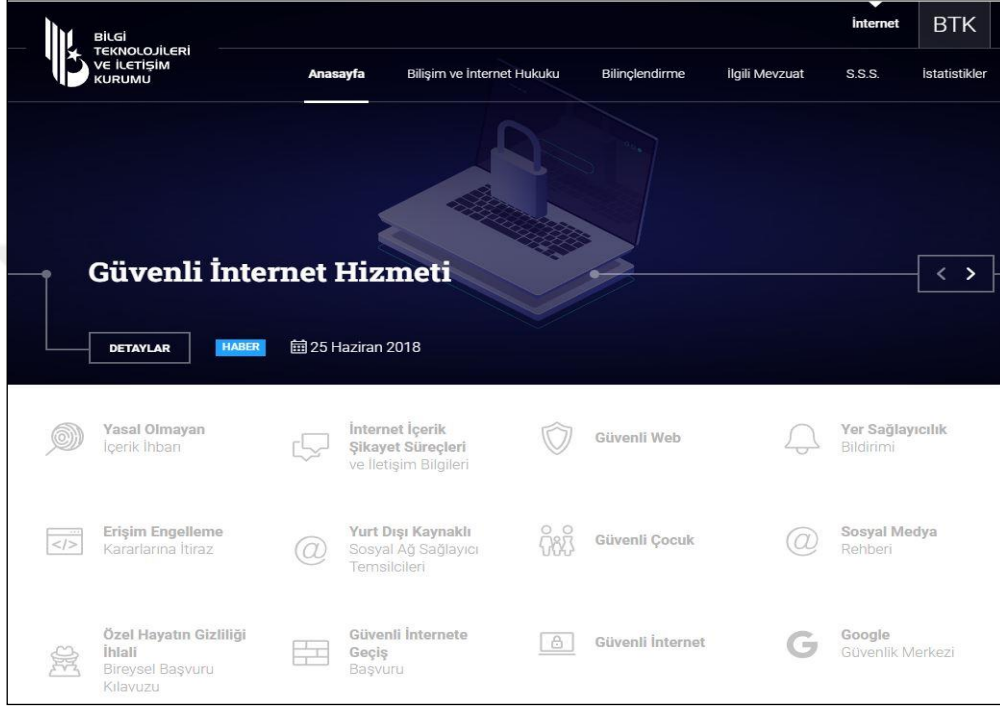 BİLGİ
TEKNOLOJİLERİ
VE İLETİŞİM
KURUMU
İnternet
BTK
Anasayfa
Bilişim ve İnternet Hukuku
Bilinçlendirme
İlgili Mevzuat
S.S.S.
İstatistikler
Güvenli İnternet Hizmeti
< >
DETAYLAR
HABER
25 Haziran 2018
Yasal Olmayan
İçerik İhbarı
İnternet İçerik
Şikayet Süreçleri
ve İletişim Bilgileri
Güvenli Web
Yer Sağlayıcılık
Bildirimi
</>
Erişim Engelleme
Kararlarına İtiraz
@
Yurt Dışı Kaynaklı
Sosyal Ağ Sağlayıcı
Temsilcileri
Güvenli Çocuk
@
Sosyal Medya
Rehberi
Özel Hayatın Gizliliği
İhlali
Bireysel Başvuru
Kılavuzu
Güvenli İnternete
Geçiş
Başvuru
Güvenli İnternet
G
Google
Güvenlik Merkezi